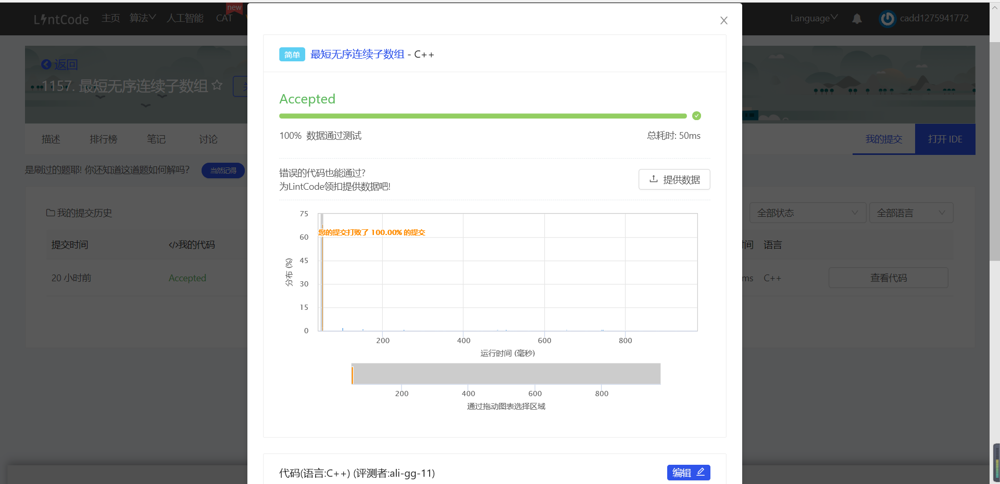 LintCode 主页 算法 人工智能 CAT new
Language cadd1275941772
返回
1157. 最短无序连续子数组
描述 排行榜 笔记 讨论
我的提交 打开 IDE
是刷过的题耶! 你还知道这道题如何解吗? 当然记得
我的提交历史
全部状态 全部语言
提交时间 </>我的代码
语言
20 小时前 Accepted
ms C++ 查看代码
简单 最短无序连续子数组 - C++
Accepted
100% 数据通过测试 总耗时: 50ms
错误的代码也能通过?
为LintCode领扣提供数据吧!
提供数据
75
60
45
30
15
0
分布 (%)
您的提交打败了 100.00% 的提交
200 400 600 800
运行时间 (毫秒)
200 400 600 800
通过拖动图表选择区域
代码(语言:C++) (评测者:ali-gg-11) 编辑